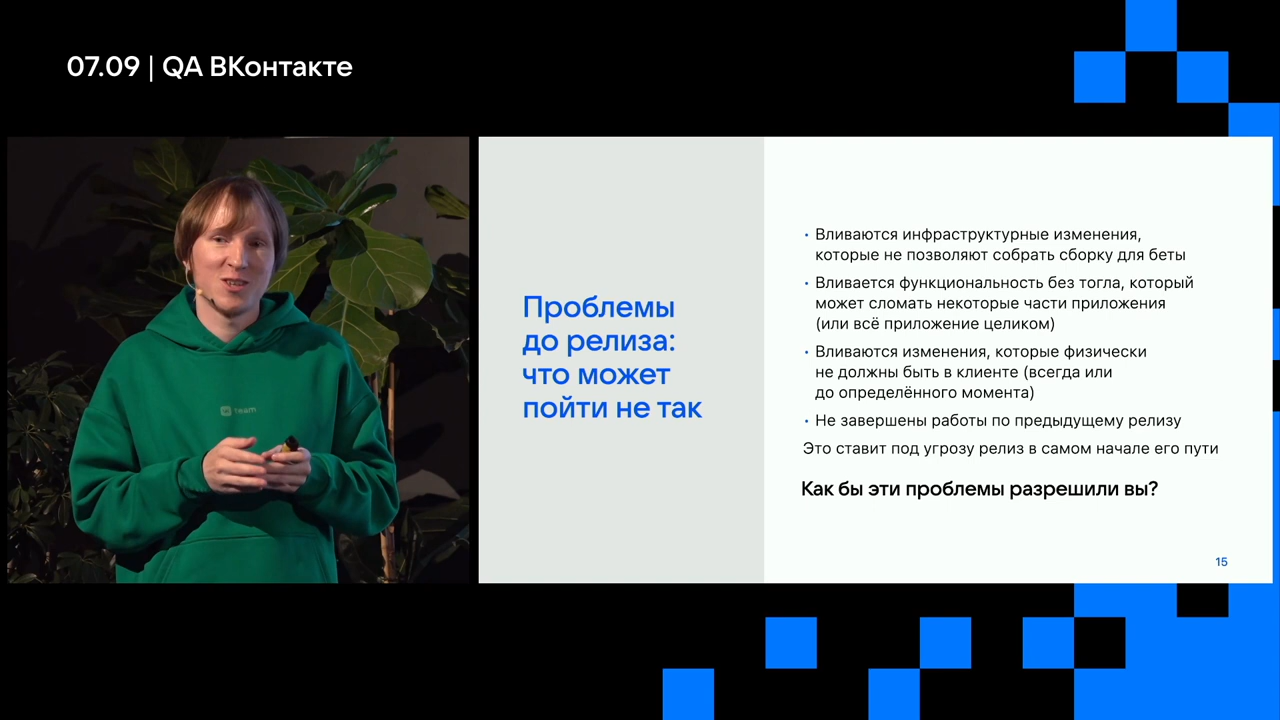 07.09 | QA ВКонтакте
team
Проблемы
до релиза:
что может
пойти не так
• Вливаются инфраструктурные изменения,
которые не позволяют собрать сборку для беты
• Вливается функциональность без тогла, который
может сломать некоторые части приложения
(или всё приложение целиком)
• Вливаются изменения, которые физически
не должны быть в клиенте (всегда или
до определённого момента)
• Не завершены работы по предыдущему релизу
Это ставит под угрозу релиз в самом начале его пути
Как бы эти проблемы разрешили вы?
15